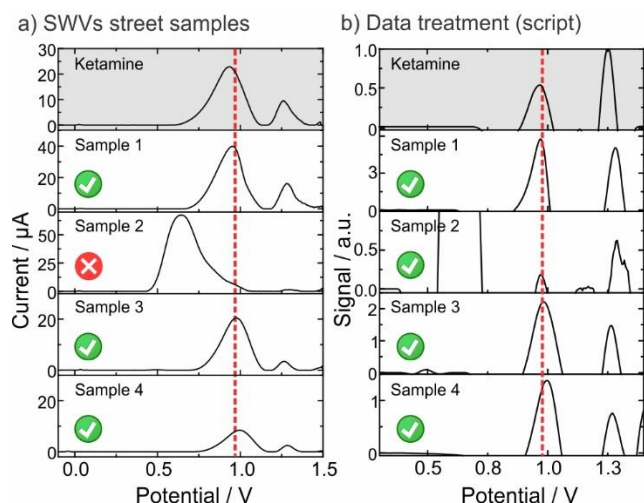 a) SWVs street samples
b) Data treatment (script)
Current / µA
30
20
10
0
Ketamine
40
20
0
Sample 1
50
25
0
Sample 2
20
0
Sample 3
20
0
Sample 4
0.0 0.5 1.0 1.5
Potential / V
Signal / a.u.
1.0
0.5
0.0
Ketamine
3
0
Sample 1
0.5
0.0
Sample 2
2
1
0
Sample 3
1
0
Sample 4
0.5 0.8 1.0 1.3
Potential / V